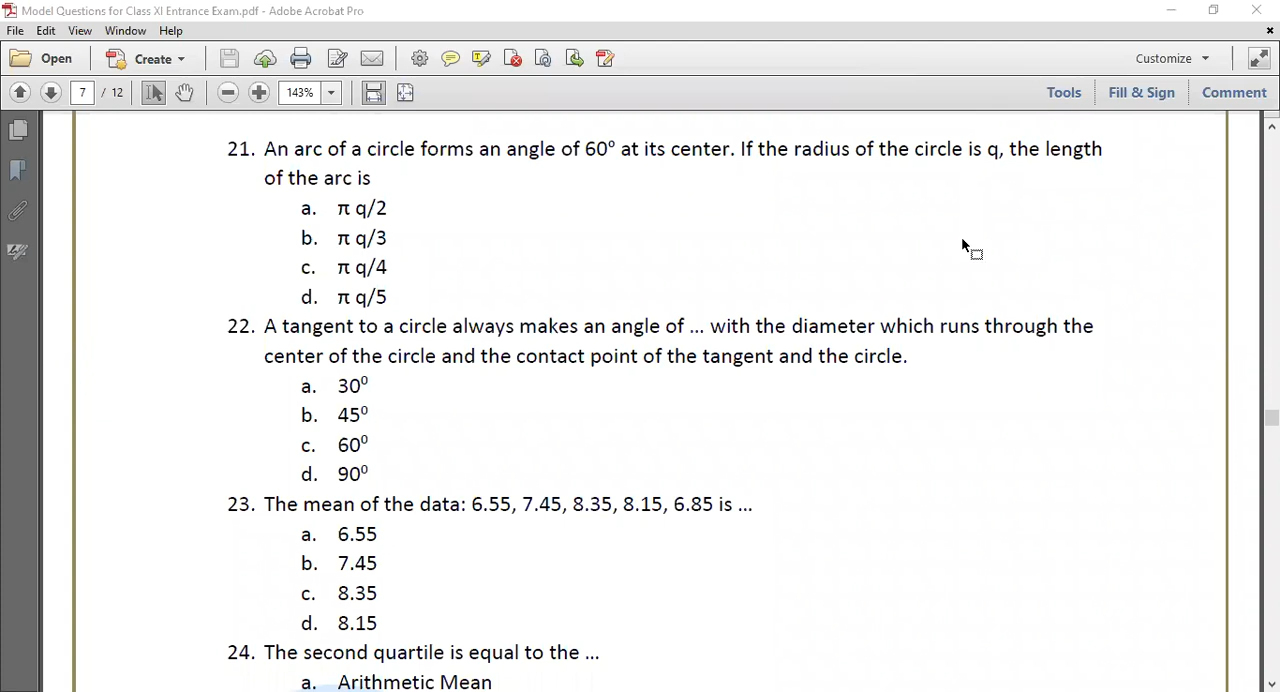 Model Questions for Class XI Entrance Exam.pdf - Adobe Acrobat Pro
File Edit View Window Help
Open Create Customize
7 / 12 143% Tools Fill & Sign Comment
21. An arc of a circle forms an angle of 60⁰ at its center. If the radius of the circle is q, the length
of the arc is
a. π q/2
b. π q/3
c. π q/4
d. π q/5
22. A tangent to a circle always makes an angle of ... with the diameter which runs through the
center of the circle and the contact point of the tangent and the circle.
a. 30⁰
b. 45⁰
c. 60⁰
d. 90⁰
23. The mean of the data: 6.55, 7.45, 8.35, 8.15, 6.85 is ...
a. 6.55
b. 7.45
c. 8.35
d. 8.15
24. The second quartile is equal to the ...
a. Arithmetic Mean